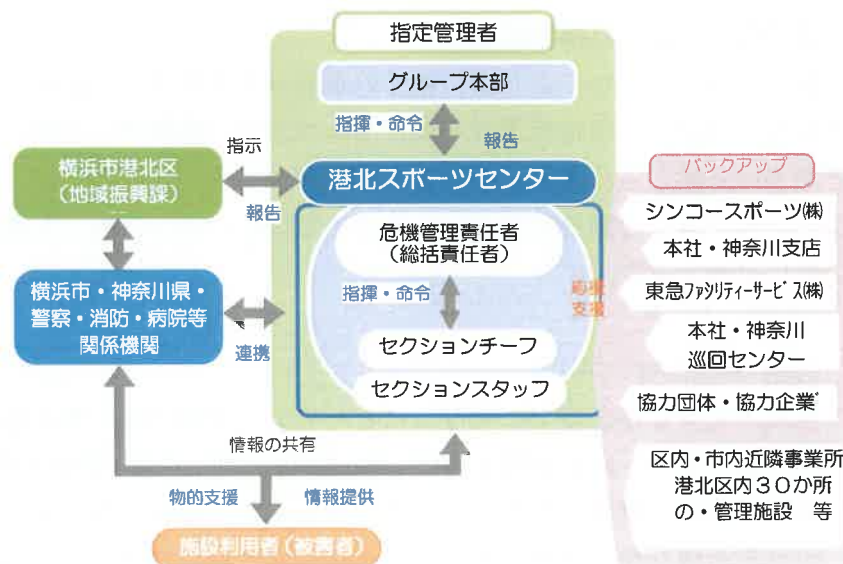 指定管理者
グループ本部
指揮・命令
報告
指示
横浜市港北区
（地域振興課）
報告
港北スポーツセンター
危機管理責任者
（総括責任者）
指揮・命令
セクションチーフ
セクションスタッフ
横浜市・神奈川県・
警察・消防・病院等
関係機関
連携
支援
情報の共有
物的支援
情報提供
施設利用者（被害者）
バックアップ
シンコースポーツ㈱
本社・神奈川支店
東急ファシリティーサービス㈱
本社・神奈川
巡回センター
協力団体・協力企業
区内・市内近隣事業所
港北区内３０か所
の・管理施設　等